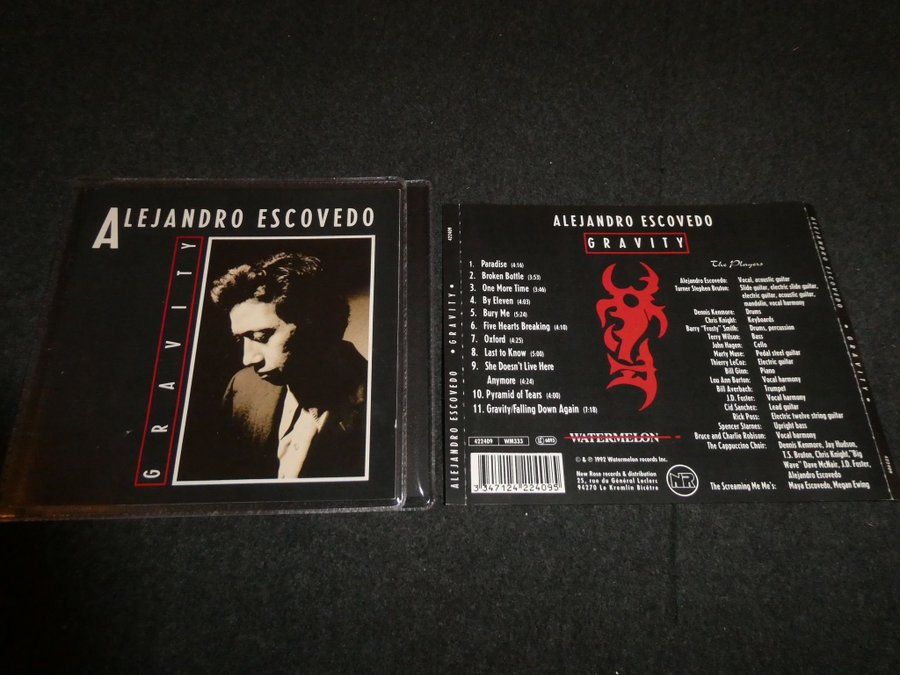 ALEJANDRO ESCOVEDO
GRAVITY
ALEJANDRO ESCOVEDO • GRAVITY •
422409
ALEJANDRO ESCOVEDO
GRAVITY
1. Paradise (4:16)
2. Broken Bottle (3:53)
3. One More Time (3:46)
4. By Eleven (4:03)
5. Bury Me (5:24)
6. Five Hearts Breaking (4:10)
7. Oxford (4:25)
8. Last to Know (5:00)
9. She Doesn't Live Here
Anymore (4:24)
10. Pyramid of Tears (4:00)
11. Gravity/Falling Down Again (7:18)
The Players
Alejandro Escovedo: Vocal, acoustic guitar
Turner Stephen Bruton: Slide guitar, electric slide guitar,
electric guitar, acoustic guitar,
mandolin, vocal harmony
Dennis Kenmore: Drums
Chris Knight: Keyboards
Barry "Frosty" Smith: Drums, percussion
Terry Wilson: Bass
John Hagen: Cello
Marty Muse: Pedal steel guitar
Thierry LeCoz: Electric guitar
Bill Ginn: Piano
Lou Ann Barton: Vocal harmony
Bill Averbach: Trumpet
J.D. Foster: Vocal harmony
Cid Sanchez: Lead guitar
Rick Poss: Electric twelve string guitar
Spencer Starnes: Upright bass
Bruce and Charlie Robison: Vocal harmony
The Cappuccino Choir: Dennis Kenmore, Jay Hudson,
T.S. Bruton, Chris Knight, "Big
Wave" Dave McNair, J.D. Foster,
Alejandro Escovedo
The Screaming Me Me's: Maya Escovedo, Megan Ewing
WATERMELON
422409 WM333
© & ℗ 1992 Watermelon records Inc.
3 347124 224095
New Rose records & distribution
25, rue du Général Leclerc
94270 Le Kremlin Bicêtre
NR
ALEJANDRO ESCOVEDO • GRAVITY •
422409